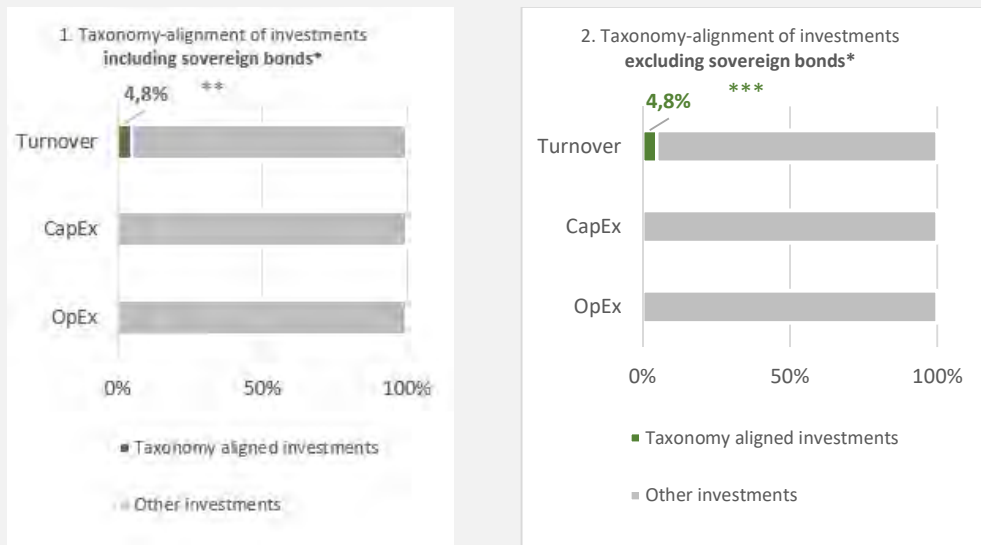 1. Taxonomy-alignment of investments
including sovereign bonds*
4,8%
**
Turnover
CapEx
OpEx
0%
50%
100%
Taxonomy aligned investments
Other investments
2. Taxonomy-alignment of investments
excluding sovereign bonds*
4,8%
***
Turnover
CapEx
OpEx
0%
50%
100%
Taxonomy aligned investments
Other investments